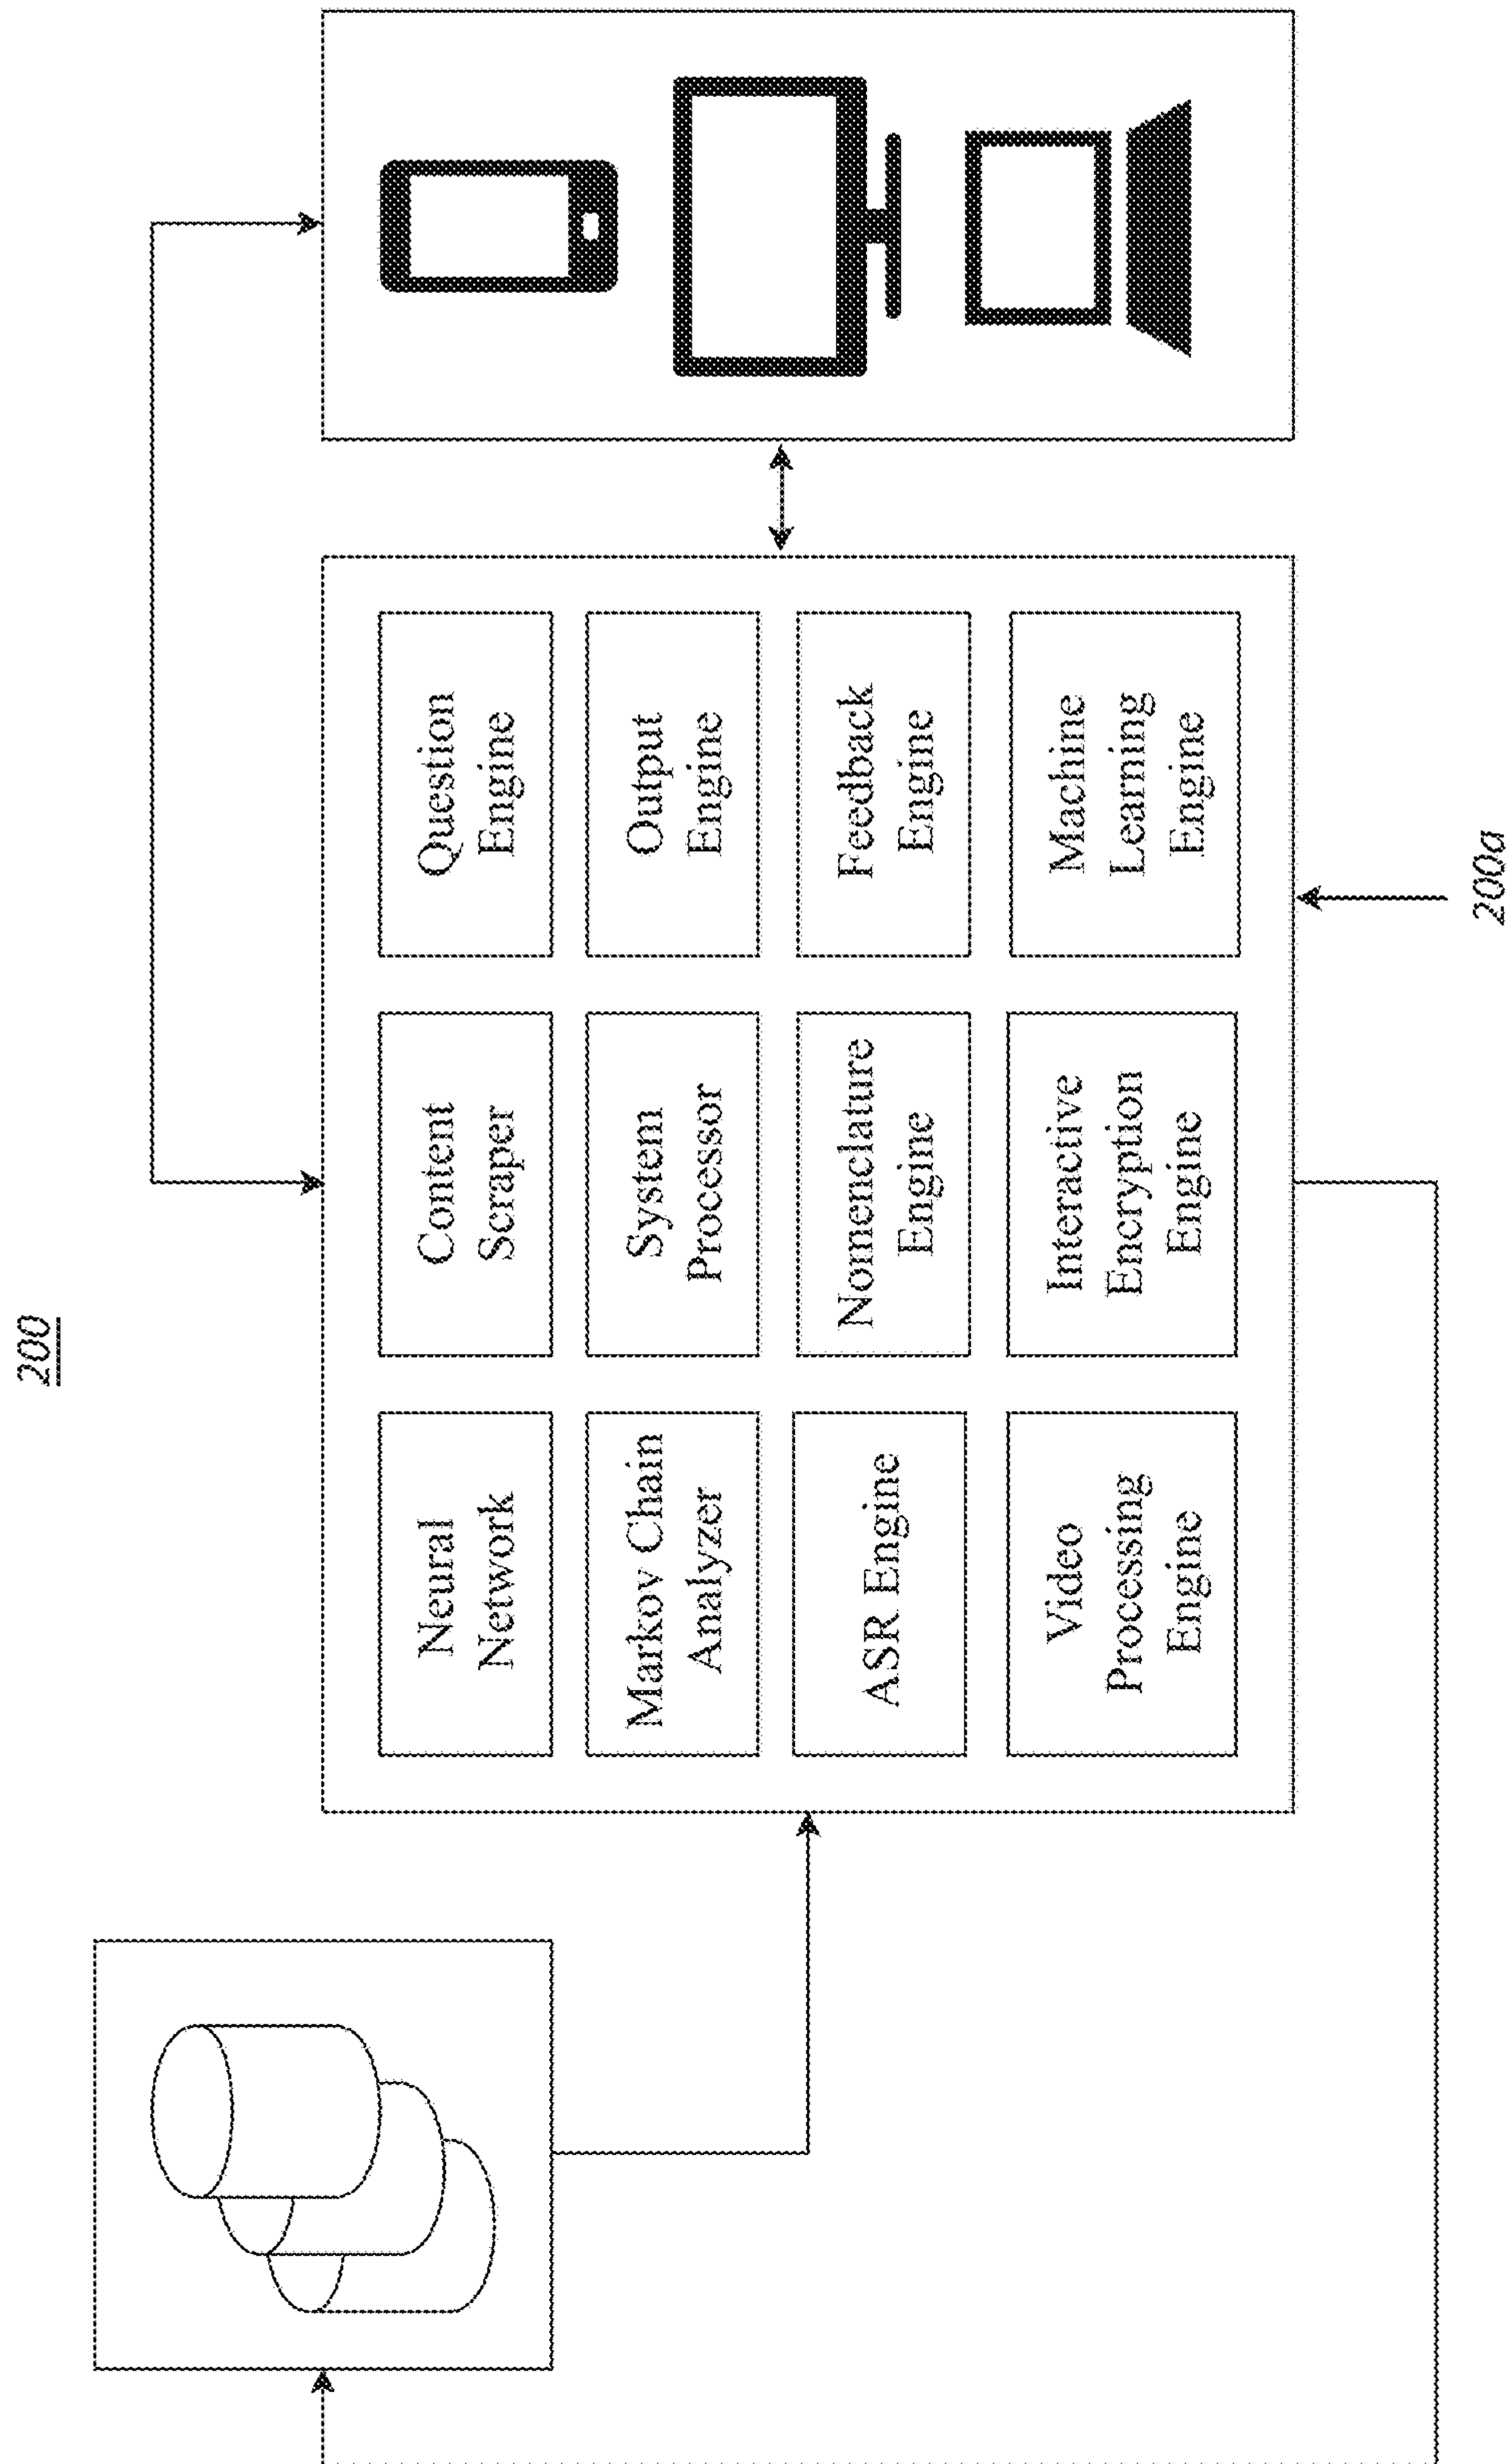 200
Neural
Network
Content
Scraper
Question
Engine
Markov Chain
Analyzer
System
Processor
Output
Engine
ASR Engine
Nomenclature
Engine
Feedback
Engine
Video
Processing
Engine
Interactive
Encryption
Engine
Machine
Learning
Engine
200a